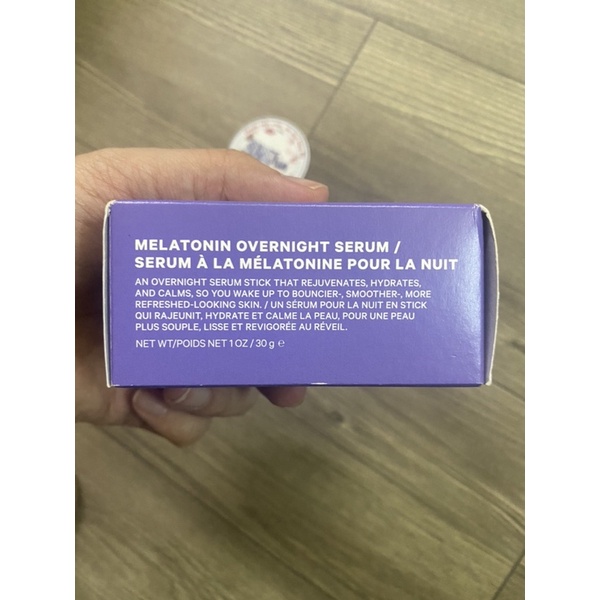 MELATONIN OVERNIGHT SERUM /
SERUM À LA MÉLATONINE POUR LA NUIT
AN OVERNIGHT SERUM STICK THAT REJUVENATES, HYDRATES,
AND CALMS, SO YOU WAKE UP TO BOUNCIER-, SMOOTHER-, MORE
REFRESHED-LOOKING SKIN. / UN SÉRUM POUR LA NUIT EN STICK
QUI RAJEUNIT, HYDRATE ET CALME LA PEAU, POUR UNE PEAU
PLUS SOUPLE, LISSE ET REVIGORÉE AU RÉVEIL.
NET WT/POIDS NET 1 OZ / 30 g ℮